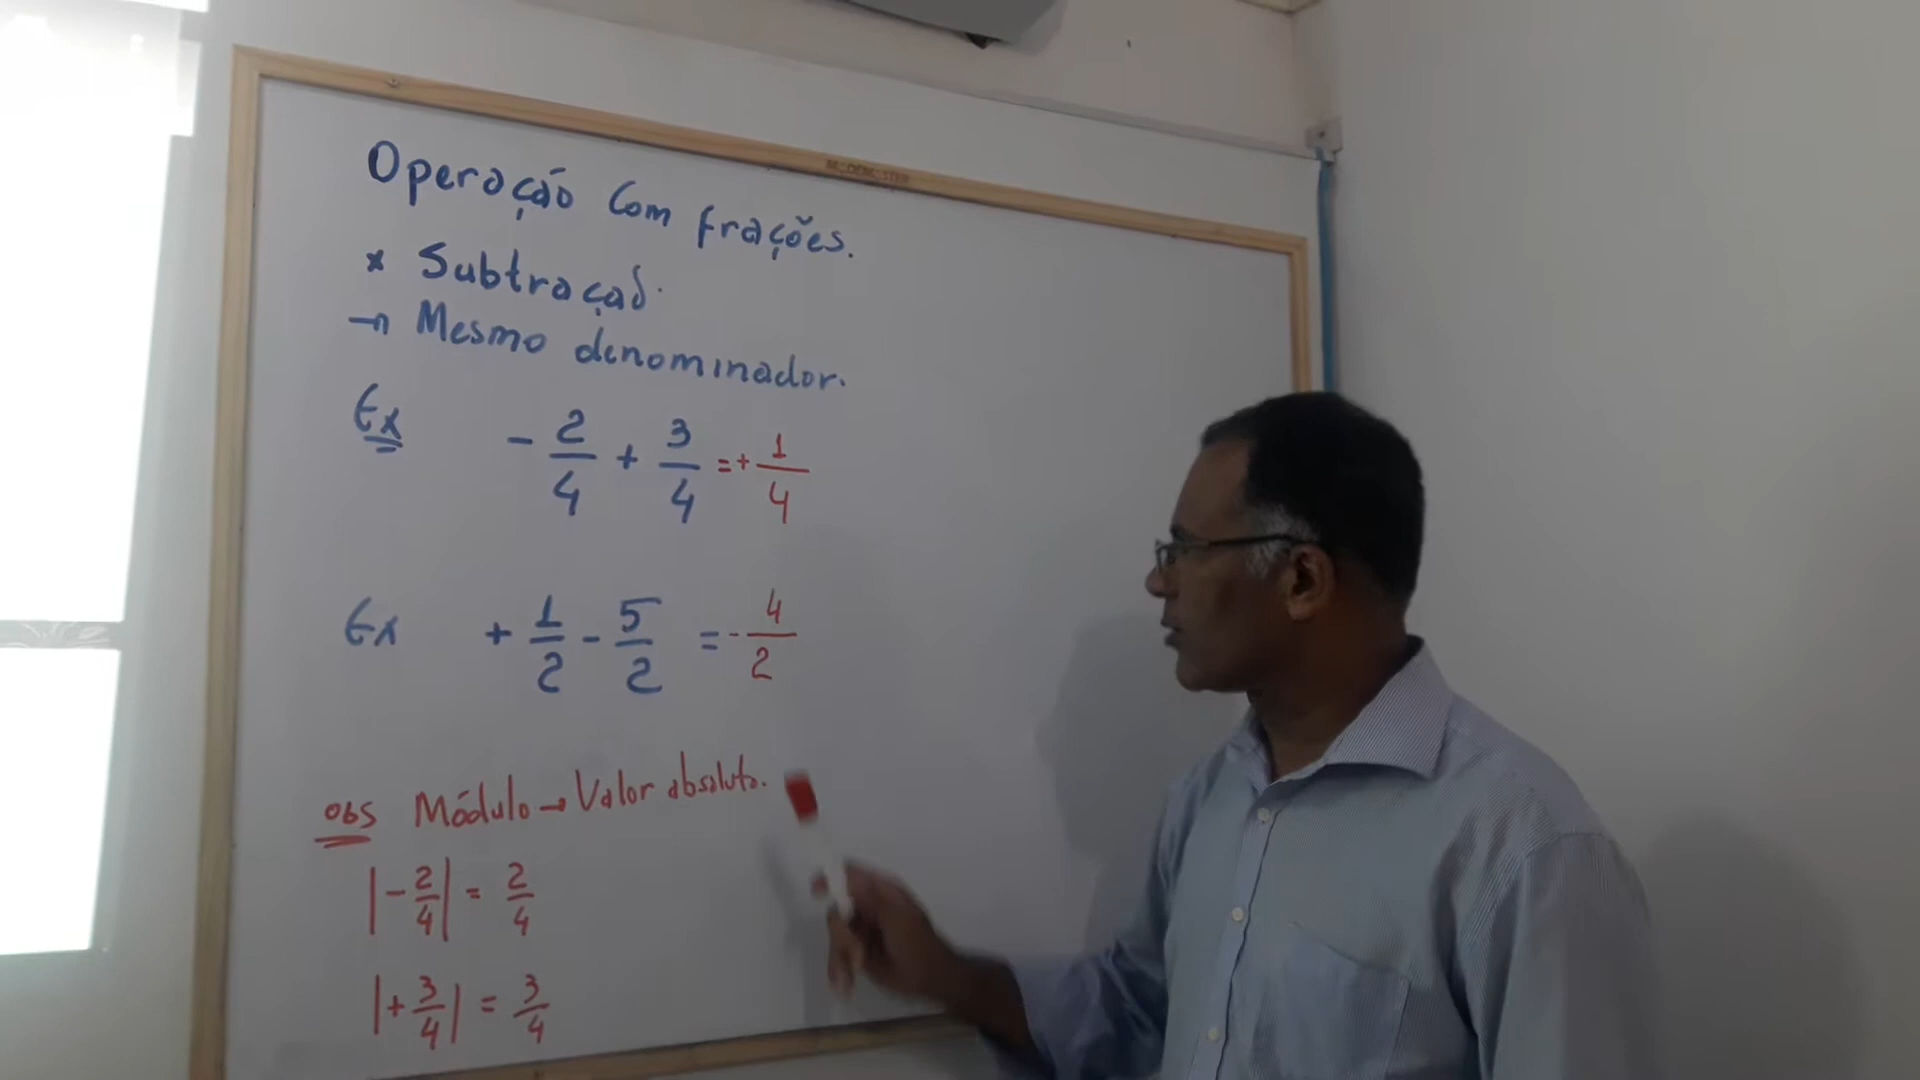 Operação Com frações.
* Subtração.
→ Mesmo denominador.
Ex - 2/4 + 3/4 = + 1/4
Ex + 1/2 - 5/2 = - 4/2
obs Módulo → Valor absoluto.
|- 2/4| = 2/4
|+ 3/4| = 3/4